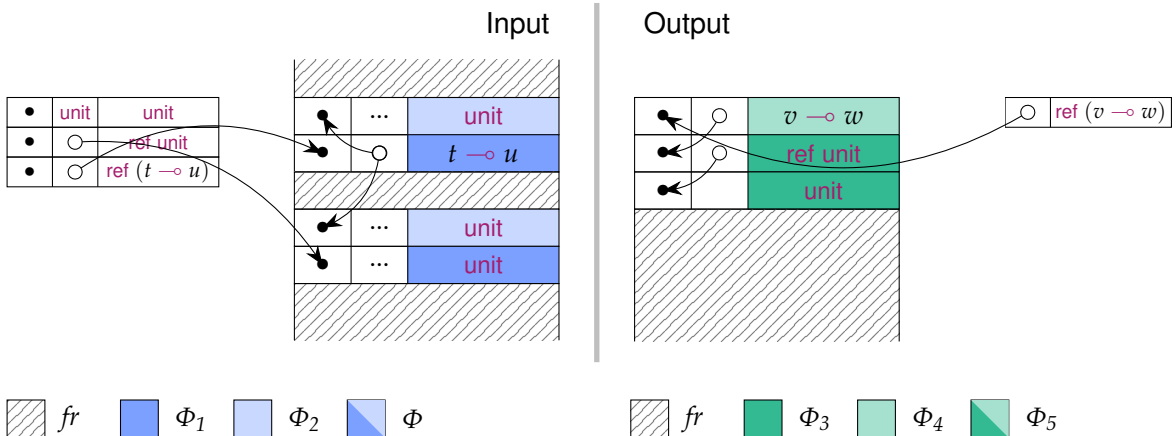 Input
Output
unit unit
ref unit
ref (t ⊸ u)
... unit
t ⊸ u
... unit
... unit
v ⊸ w
ref unit
unit
ref (v ⊸ w)
fr Φ1 Φ2 Φ
fr Φ3 Φ4 Φ5